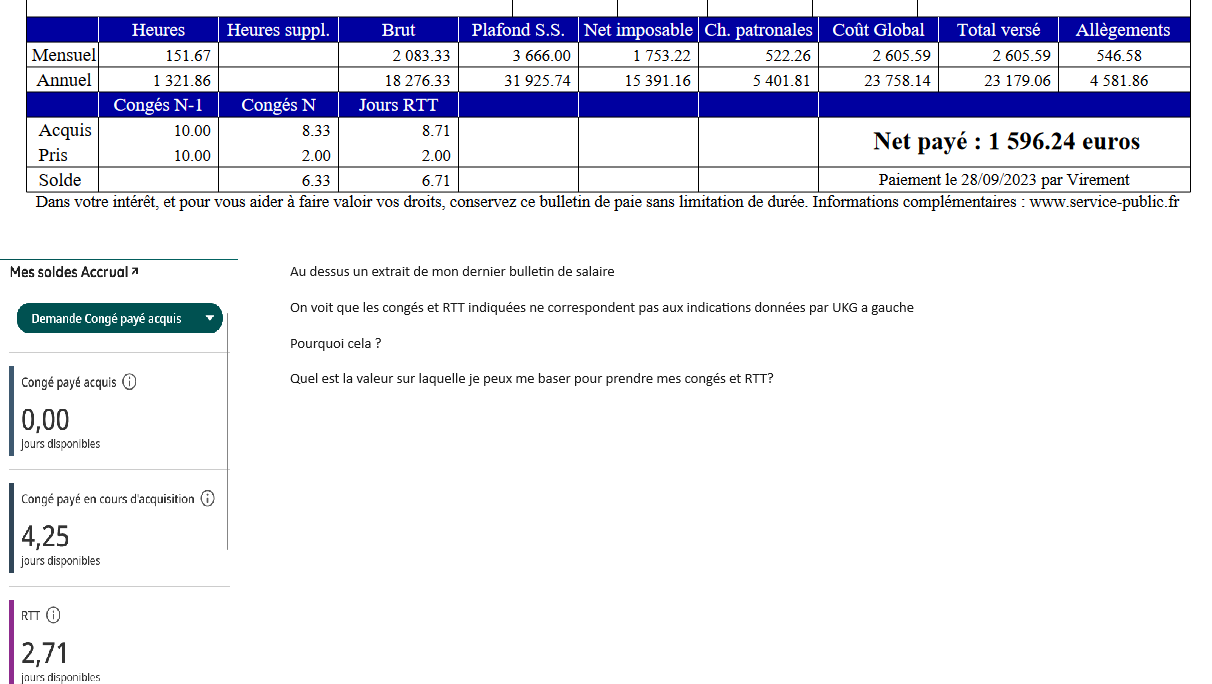 Heures Heures suppl. Brut Plafond S.S. Net imposable Ch. patronales Coût Global Total versé Allègements
Mensuel 151.67 2 083.33 3 666.00 1 753.22 522.26 2 605.59 2 605.59 546.58
Annuel 1 321.86 18 276.33 31 925.74 15 391.16 5 401.81 23 758.14 23 179.06 4 581.86
Congés N-1 Congés N Jours RTT
Acquis 10.00 8.33 8.71
Net payé : 1 596.24 euros
Pris 10.00 2.00 2.00
Solde 6.33 6.71 Paiement le 28/09/2023 par Virement
Dans votre intérêt, et pour vous aider à faire valoir vos droits, conservez ce bulletin de paie sans limitation de durée. Informations complémentaires : www.service-public.fr
Mes soldes Accrual
Demande Congé payé acquis
Congé payé acquis
0,00
jours disponibles
Congé payé en cours d'acquisition
4,25
jours disponibles
RTT
2,71
jours disponibles
Au dessus un extrait de mon dernier bulletin de salaire
On voit que les congés et RTT indiquées ne correspondent pas aux indications données par UKG a gauche
Pourquoi cela ?
Quel est la valeur sur laquelle je peux me baser pour prendre mes congés et RTT?